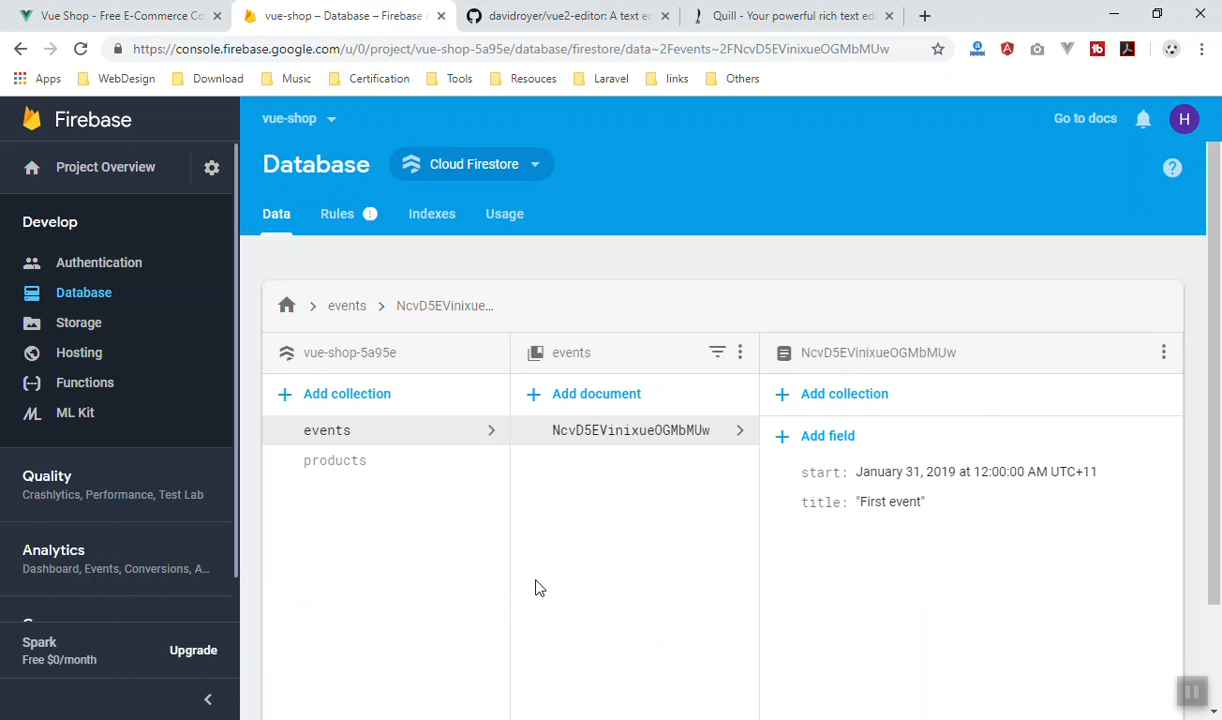 Vue Shop - Free E-Commerce Co
vue-shop – Database – Firebase
davidroyer/vue2-editor: A text ed
Quill - Your powerful rich text edi
https://console.firebase.google.com/u/0/project/vue-shop-5a95e/database/firestore/data~2Fevents~2FNcvD5EVinixueOGMbMUw
Apps
WebDesign
Download
Music
Certification
Tools
Resouces
Laravel
links
Others
Firebase
vue-shop
Go to docs
H
Project Overview
Database
Cloud Firestore
Data
Rules
Indexes
Usage
Develop
Authentication
Database
Storage
Hosting
Functions
ML Kit
Quality
Crashlytics, Performance, Test Lab
Analytics
Dashboard, Events, Conversions, A...
Spark
Free $0/month
Upgrade
events
NcvD5EVinixue...
vue-shop-5a95e
events
NcvD5EVinixueOGMbMUw
Add collection
Add document
Add collection
events
NcvD5EVinixueOGMbMUw
Add field
products
start: January 31, 2019 at 12:00:00 AM UTC+11
title: "First event"